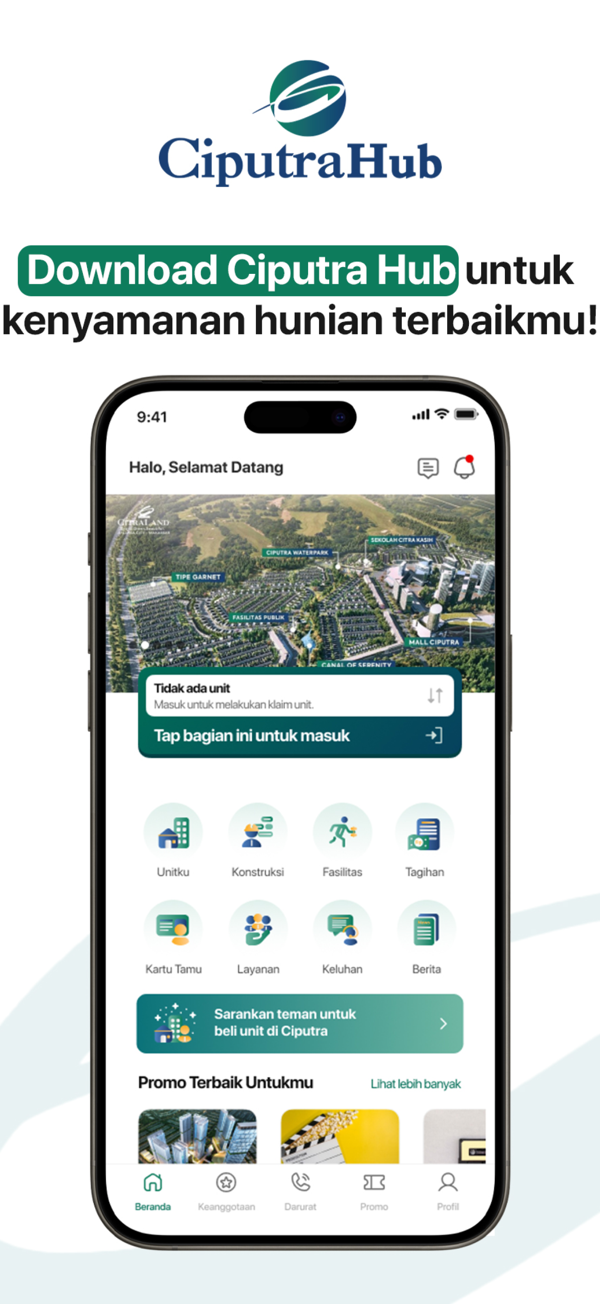 CiputraHub
Download Ciputra Hub untuk
kenyamanan hunian terbaikmu!
9:41
Halo, Selamat Datang
CITRALAND
SEKOLAH CITRA KASIH
CIPUTRA WATERPARK
TIPE GARNET
FASILITAS PUBLIK
MALL CIPUTRA
CANAL OF SERENITY
Tidak ada unit
Masuk untuk melakukan klaim unit.
Tap bagian ini untuk masuk
Unitku Konstruksi Fasilitas Tagihan
Kartu Tamu Layanan Keluhan Berita
Sarankan teman untuk
beli unit di Ciputra
Promo Terbaik Untukmu Lihat lebih banyak
Beranda Keanggotaan Darurat Promo Profil